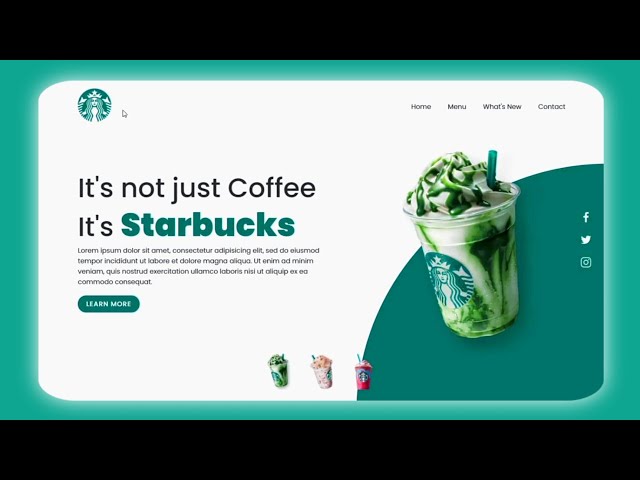 Home Menu What's New Contact
It's not just Coffee
It's Starbucks
Lorem ipsum dolor sit amet, consectetur adipisicing elit, sed do eiusmod
tempor incididunt ut labore et dolore magna aliqua. Ut enim ad minim
veniam, quis nostrud exercitation ullamco laboris nisi ut aliquip ex ea
commodo consequat.
LEARN MORE